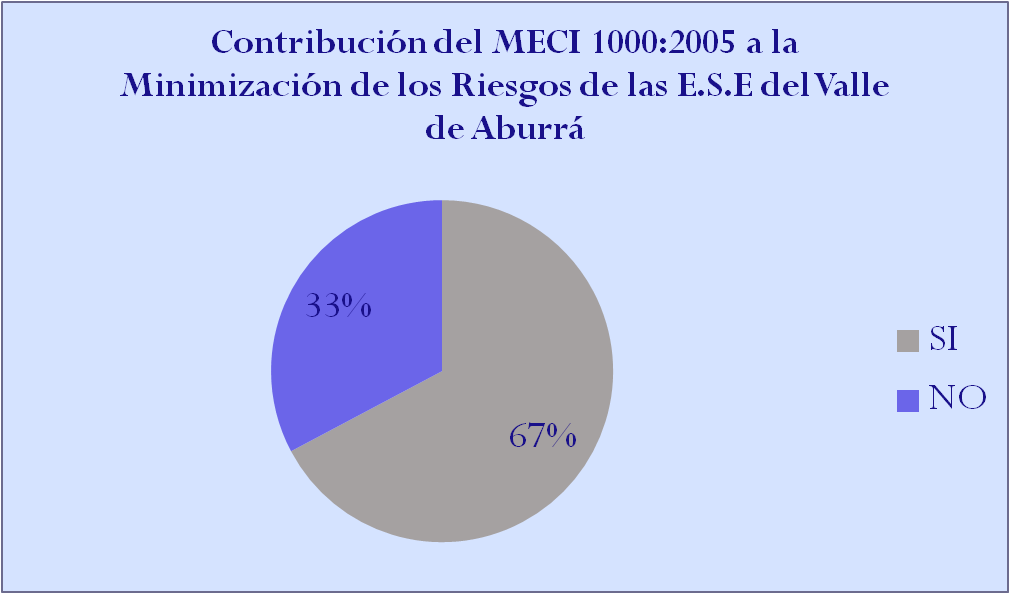 Contribución del MECI 1000:2005 a la
Minimización de los Riesgos de las E.S.E del Valle
de Aburrá
33%
67%
SI
NO